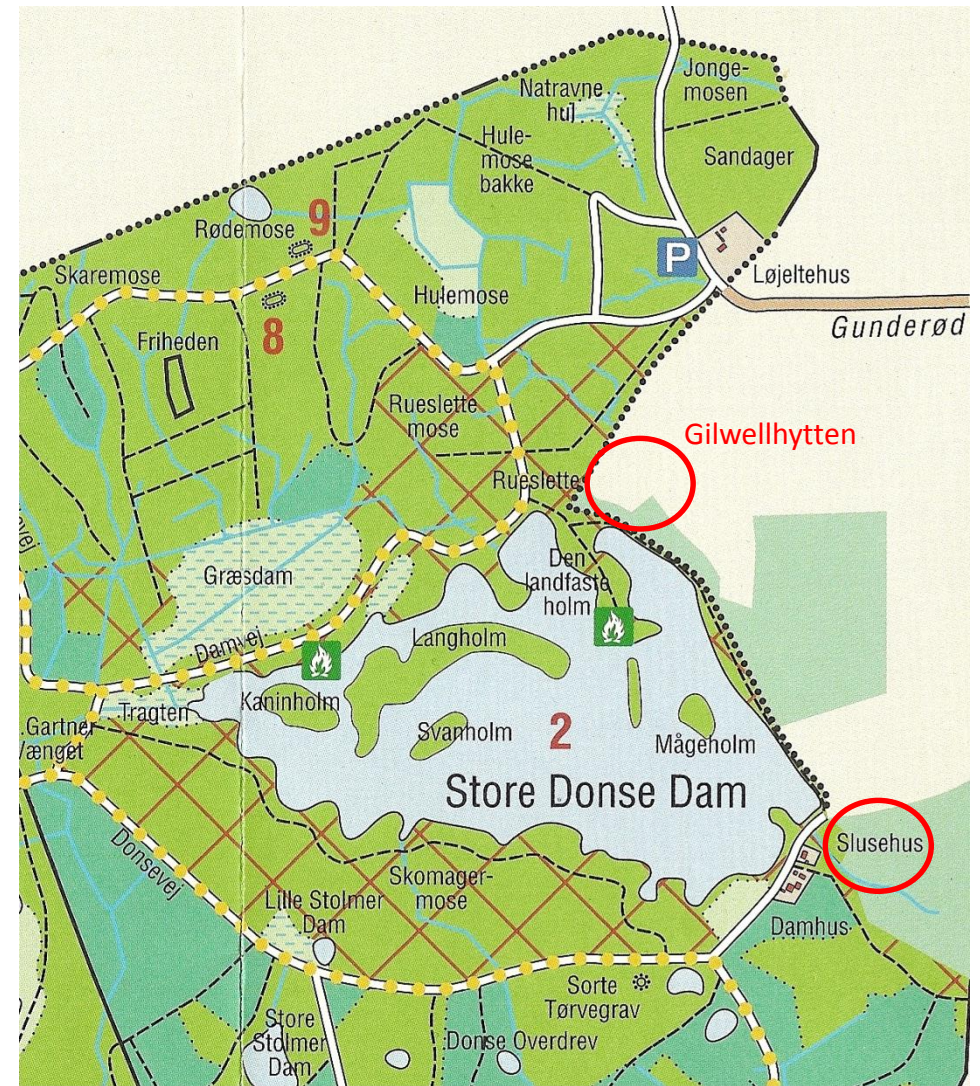 Jonge-
mosen
Natravne
hul
Hule-
mose
bakke
Sandager
9
Rødemose
P
Skaremose
Løjeltehus
Hulemose
8
Gunderød
Friheden
Rueslette
mose
Gilwellhytten
Rueslette
Den
landfaste
holm
Græsdam
Langholm
Damvej
Kaninholm
Tragten
Gartner
Svanholm
2
Mågeholm
Vænget
Store Donse Dam
Donsevej
Slusehus
Skomager-
mose
Lille Stolmer
Dam
Damhus
Sorte
Tørvegrav
Store
Stolmer
Dam
Donse Overdrev